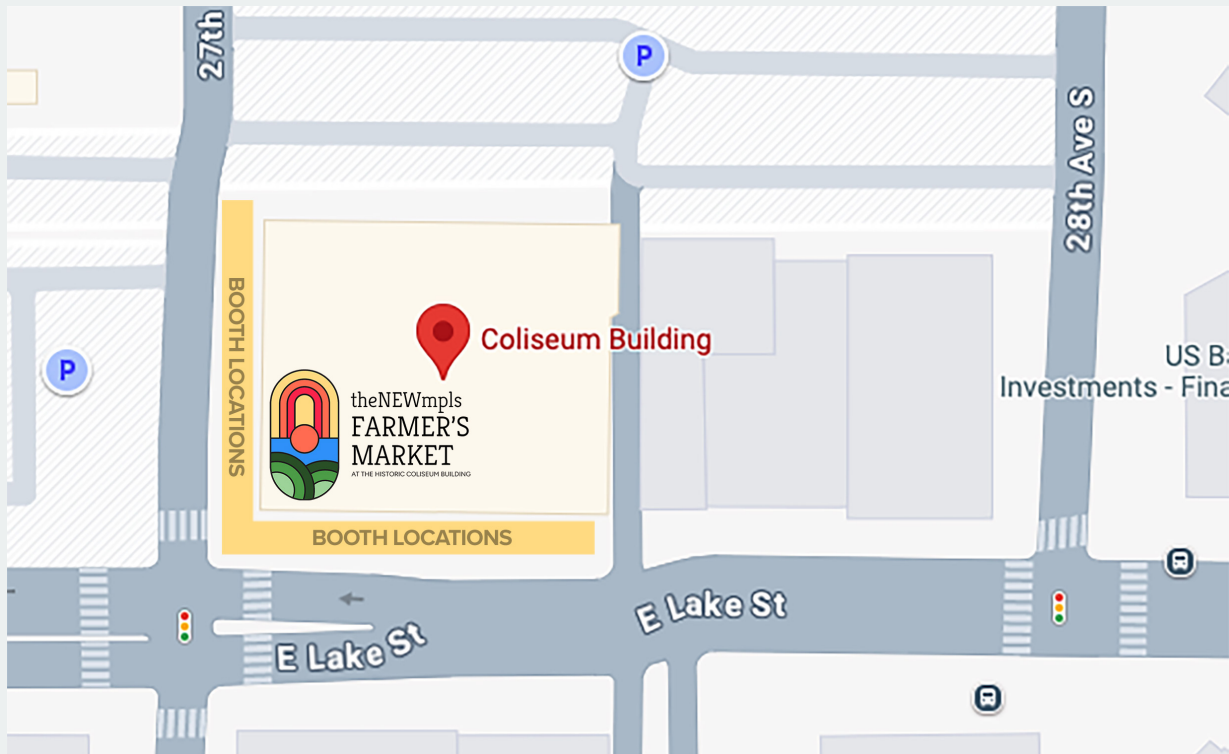 27th
P
28th Ave S
BOOTH LOCATIONS
Coliseum Building
P
US Ba
Investments - Fina
theNEWmpls
FARMER'S
MARKET
AT THE HISTORIC COLISEUM BUILDING
BOOTH LOCATIONS
E Lake St
E Lake St